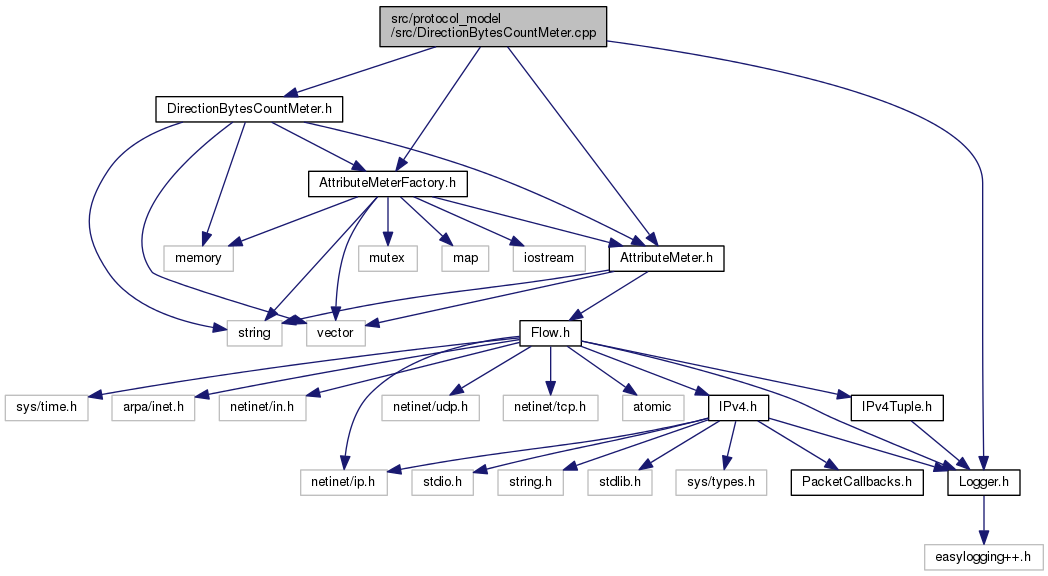 src/protocol_model
/src/DirectionBytesCountMeter.cpp
DirectionBytesCountMeter.h
AttributeMeterFactory.h
memory
mutex
map
iostream
AttributeMeter.h
string
vector
Flow.h
sys/time.h
arpa/inet.h
netinet/in.h
netinet/udp.h
netinet/tcp.h
atomic
IPv4.h
IPv4Tuple.h
netinet/ip.h
stdio.h
string.h
stdlib.h
sys/types.h
PacketCallbacks.h
Logger.h
easylogging++.h